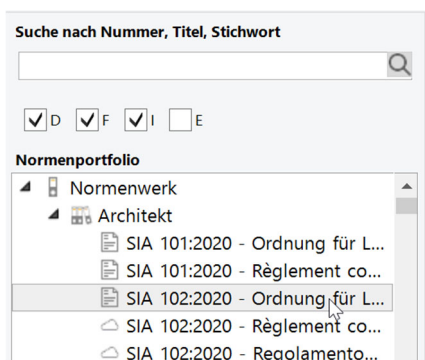 Suche nach Nummer, Titel, Stichwort
D F I E
Normenportfolio
Normenwerk
Architekt
SIA 101:2020 - Ordnung für L...
SIA 101:2020 - Règlement co...
SIA 102:2020 - Ordnung für L...
SIA 102:2020 - Règlement co...
SIA 102:2020 - Regolamento...